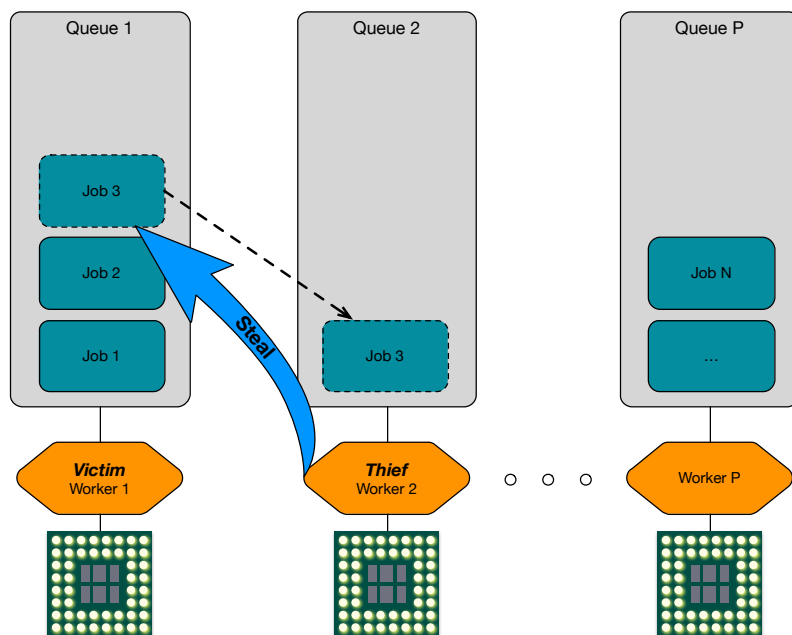 Queue 1
Queue 2
Queue P
Job 3
Job 2
Job N
Steal
Job 1
Job 3
...
Victim
Worker 1
Thief
Worker 2
Worker P